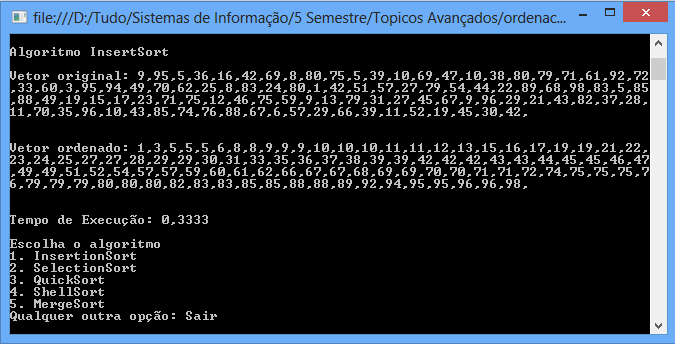 file:///D:/Tudo/Sistemas de Informação/5 Semestre/Topicos Avançados/ordenac...
Algoritmo InsertSort
Vetor original: 9,95,5,36,16,42,69,8,80,75,5,39,10,69,47,10,38,80,79,71,61,92,72
,33,60,3,95,94,49,70,62,25,8,83,24,80,1,42,51,57,27,79,54,44,22,89,68,98,83,5,85
,88,49,19,15,17,23,71,75,12,46,75,59,9,13,79,31,27,45,67,9,96,29,21,43,82,37,28,
11,70,35,96,10,43,85,74,76,88,67,6,57,29,66,39,11,52,19,45,30,42,
Vetor ordenado: 1,3,5,5,5,6,8,8,9,9,9,10,10,10,11,11,12,13,15,16,17,19,19,21,22,
23,24,25,27,27,28,29,29,30,31,33,35,36,37,38,39,39,42,42,42,43,43,44,45,45,46,47
,49,49,51,52,54,57,57,59,60,61,62,66,67,67,68,69,69,70,70,71,71,72,74,75,75,75,7
6,79,79,79,80,80,80,82,83,83,85,85,88,88,89,92,94,95,95,96,96,98,
Tempo de Execução: 0,3333
Escolha o algoritmo
1. InsertionSort
2. SelectionSort
3. QuickSort
4. ShellSort
5. MergeSort
Qualquer outra opção: Sair